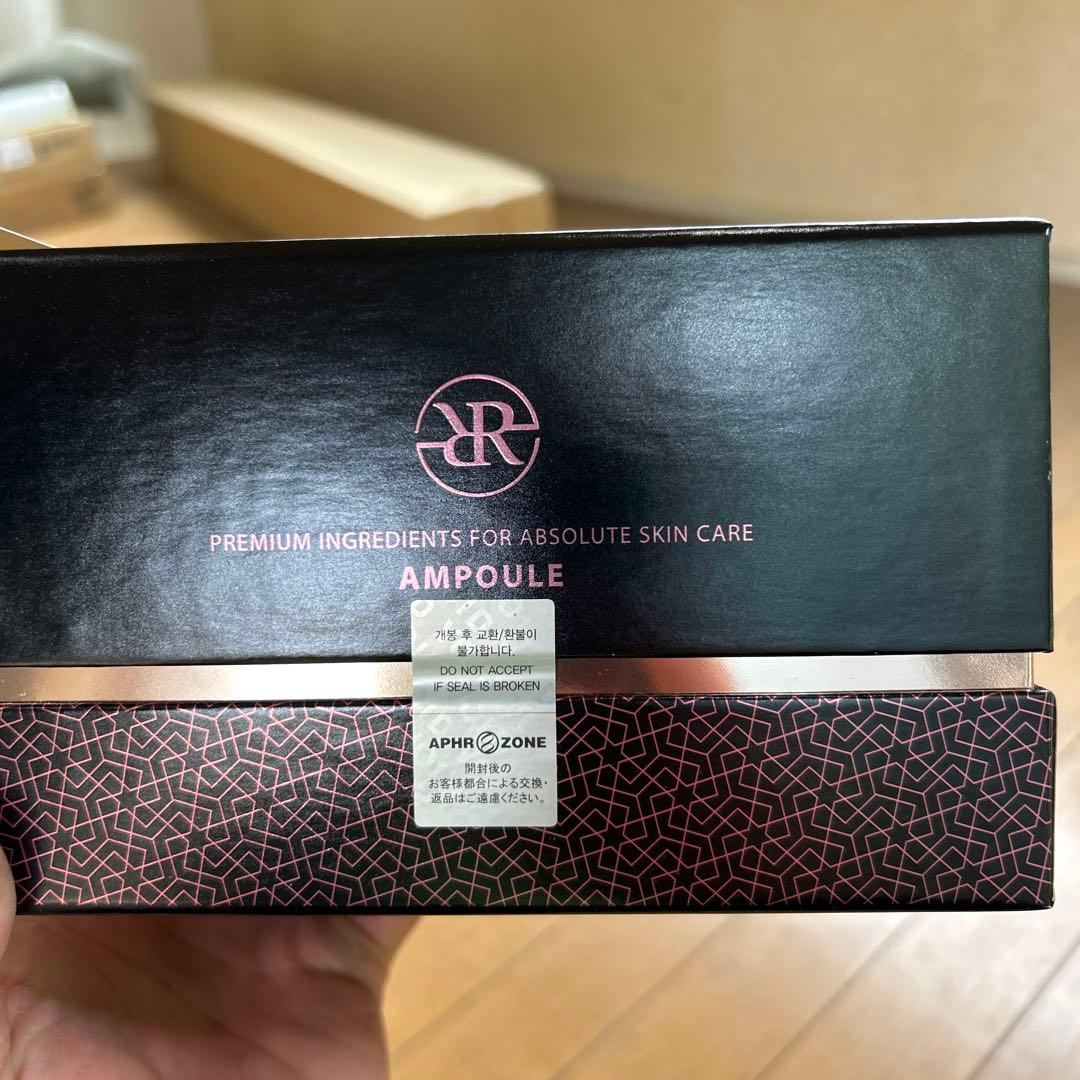 RR
PREMIUM INGREDIENTS FOR ABSOLUTE SKIN CARE
AMPOULE
개봉 후 교환/환불이
불가합니다.
DO NOT ACCEPT
IF SEAL IS BROKEN
APHROZONE
開封後の
お客様都合による交換・
返品はご遠慮ください。